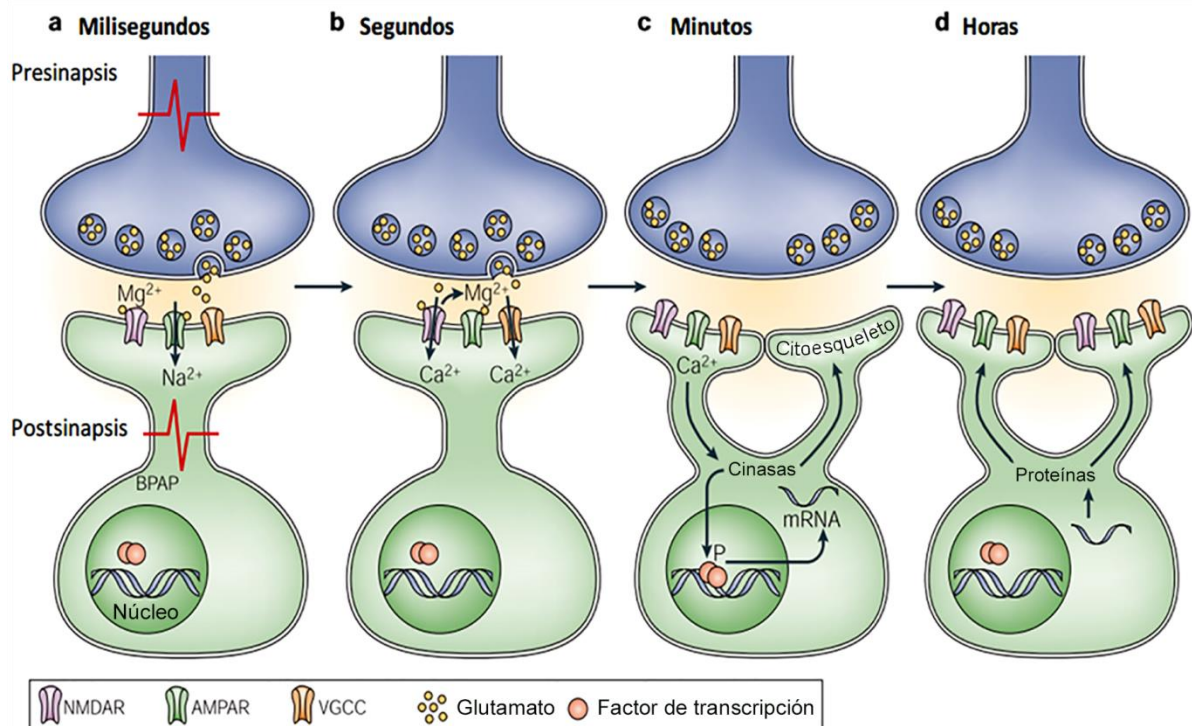 a Milisegundos
b Segundos
c Minutos
d Horas
Presinapsis
Mg²⁺
Na²⁺
Postsinapsis
BPAP
Núcleo
Mg²⁺
Ca²⁺
Ca²⁺
Ca²⁺
Citoesqueleto
Cinasas
mRNA
P
Proteínas
NMDAR
AMPAR
VGCC
Glutamato
Factor de transcripción